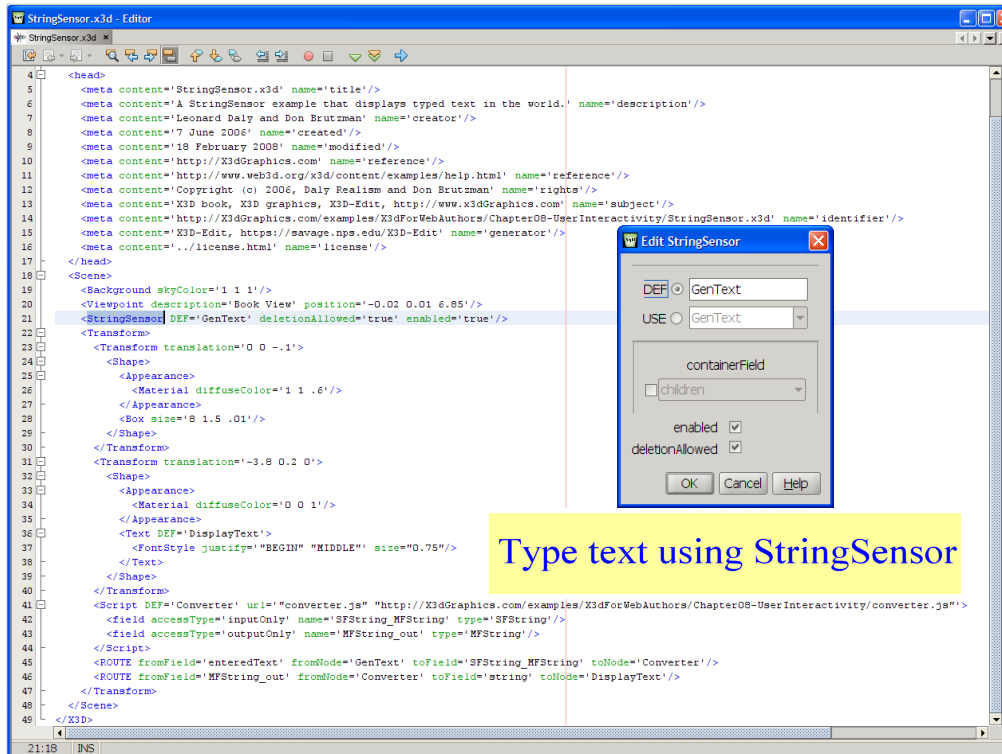 StringSensor.x3d - Editor
StringSensor.x3d
4 <head>
5 <meta content='StringSensor.x3d' name='title'/>
6 <meta content='A StringSensor example that displays typed text in the world.' name='description'/>
7 <meta content='Leonard Daly and Don Brutzman' name='creator'/>
8 <meta content='7 June 2006' name='created'/>
9 <meta content='18 February 2008' name='modified'/>
10 <meta content='http://X3dGraphics.com' name='reference'/>
11 <meta content='http://www.web3d.org/x3d/content/examples/help.html' name='reference'/>
12 <meta content='Copyright (c) 2006, Daly Realism and Don Brutzman' name='rights'/>
13 <meta content='X3D book, X3D graphics, X3D-Edit, http://www.x3dGraphics.com' name='subject'/>
14 <meta content='http://X3dGraphics.com/examples/X3dForWebAuthors/Chapter08-UserInteractivity/StringSensor.x3d' name='identifier'/>
15 <meta content='X3D-Edit, https://savage.nps.edu/X3D-Edit' name='generator'/>
16 <meta content='../license.html' name='license'/>
17 </head>
18 <Scene>
19 <Background skyColor='1 1 1'/>
20 <Viewpoint description='Book View' position='-0.02 0.01 6.85'/>
21 <StringSensor DEF='GenText' deletionAllowed='true' enabled='true'/>
22 <Transform>
23 <Transform translation='0 0 -.1'>
24 <Shape>
25 <Appearance>
26 <Material diffuseColor='1 1 .6'/>
27 </Appearance>
28 <Box size='8 1.5 .01'/>
29 </Shape>
30 </Transform>
31 <Transform translation='-3.8 0.2 0'>
32 <Shape>
33 <Appearance>
34 <Material diffuseColor='0 0 1'/>
35 </Appearance>
36 <Text DEF='DisplayText'>
37 <FontStyle justify='"BEGIN" "MIDDLE"' size="0.75"/>
38 </Text>
39 </Shape>
40 </Transform>
41 <Script DEF='Converter' url='"converter.js" "http://X3dGraphics.com/examples/X3dForWebAuthors/Chapter08-UserInteractivity/converter.js"'>
42 <field accessType='inputOnly' name='SFString_MFString' type='SFString'/>
43 <field accessType='outputOnly' name='MFString_out' type='MFString'/>
44 </Script>
45 <ROUTE fromField='enteredText' fromNode='GenText' toField='SFString_MFString' toNode='Converter'/>
46 <ROUTE fromField='MFString_out' fromNode='Converter' toField='string' toNode='DisplayText'/>
47 </Transform>
48 </Scene>
49 </X3D>
21:18 INS
Edit StringSensor
DEF GenText
USE GenText
containerField
children
enabled
deletionAllowed
OK Cancel Help
Type text using StringSensor